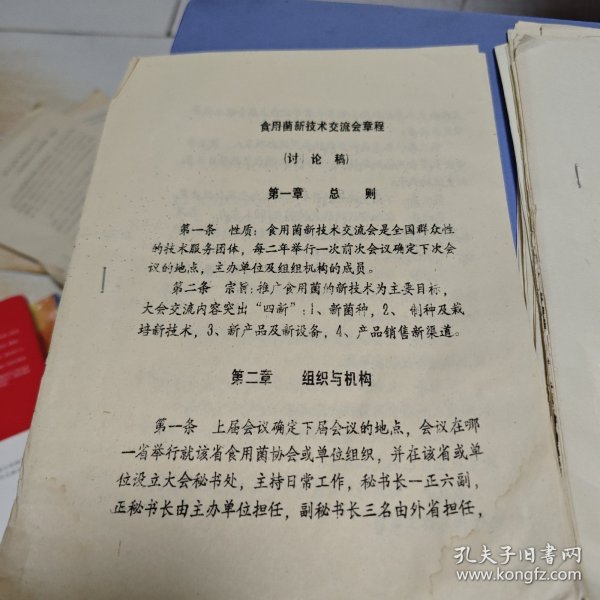 食用菌新技术交流会章程
(讨论稿)
第一章 总则
第一条 性质：食用菌新技术交流会是全国群众性
的技术服务团体，每二年举行一次前次会议确定下次会
议的地点，主办单位及组组机构的成员。
第二条 宗旨：推广食用菌的新技术为主要目标，
大会交流内容突出“四新”：1、新菌种，2、制种及栽
培新技术，3、新产品及新设备，4、产品销售新渠道。
第二章 组织与机构
第一条 上届会议确定下届会议的地点，会议在哪
一省举行就该省食用菌协会或单位组织，并在该省或单
位设立大会秘书处，主持日常工作，秘书长一正六副，
正秘书长由主办单位担任，副秘书长三名由外省担任，
孔夫子旧书网
www.kongfz.com